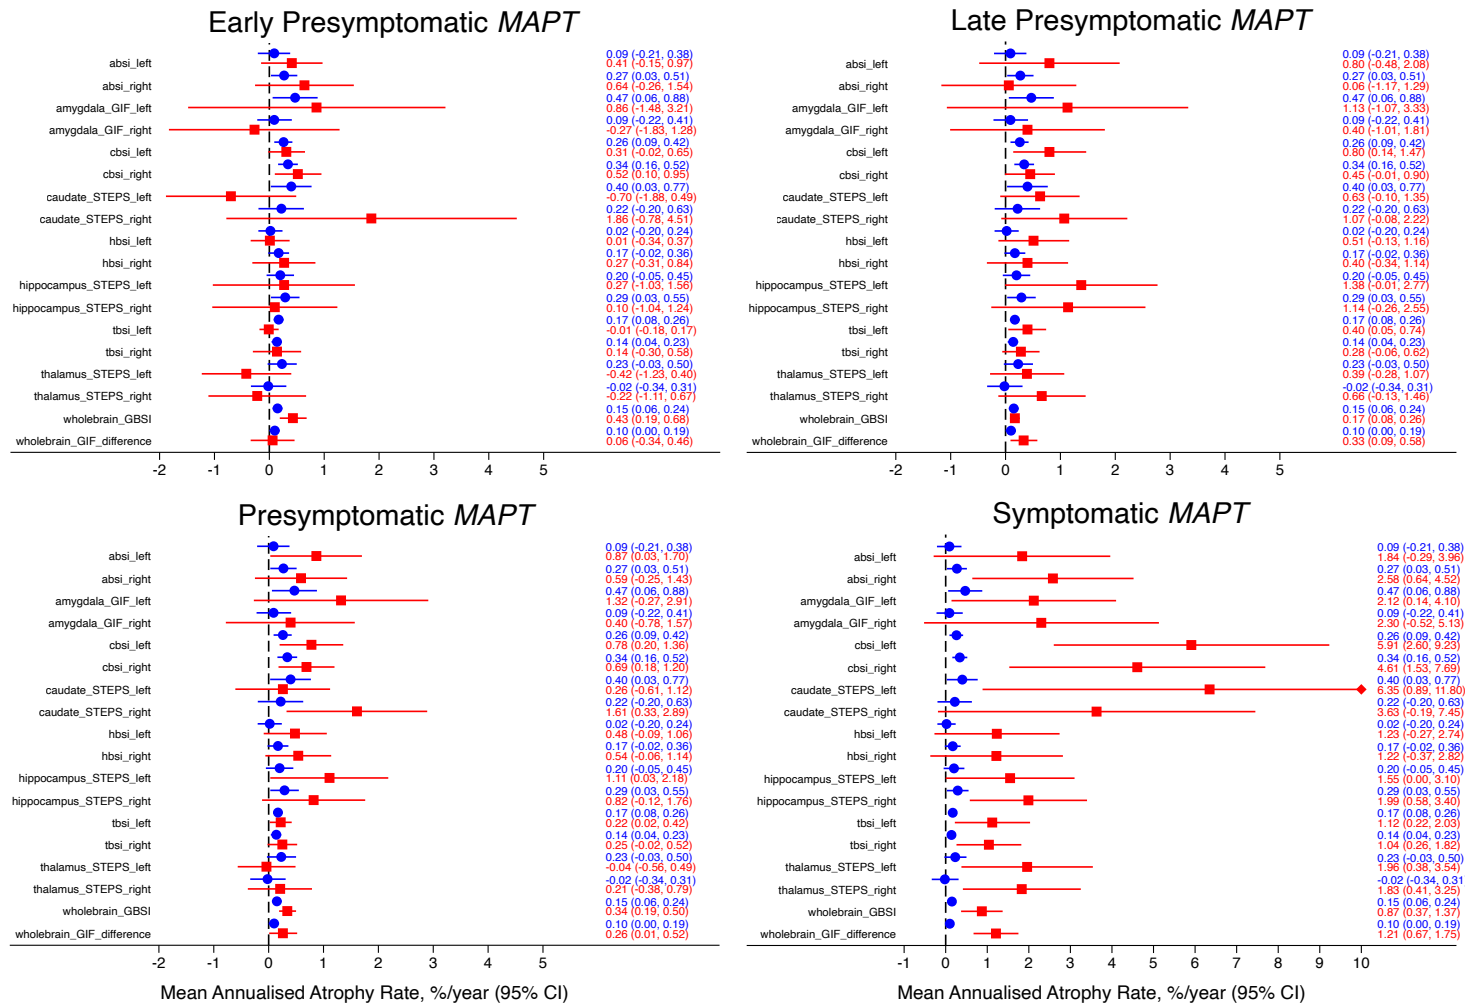 Early Presymptomatic MAPT
0.09 (-0.21, 0.38)
absi_left 0.41 (-0.15, 0.97)
0.27 (0.03, 0.51)
absi_right 0.64 (-0.26, 1.54)
0.47 (0.06, 0.88)
amygdala_GIF_left 0.86 (-1.48, 3.21)
0.09 (-0.22, 0.41)
amygdala_GIF_right -0.27 (-1.83, 1.28)
0.26 (0.09, 0.42)
cbsi_left 0.31 (-0.02, 0.65)
0.34 (0.16, 0.52)
cbsi_right 0.52 (0.10, 0.95)
0.40 (0.03, 0.77)
caudate_STEPS_left -0.70 (-1.88, 0.49)
0.22 (-0.20, 0.63)
caudate_STEPS_right 1.86 (-0.78, 4.51)
0.02 (-0.20, 0.24)
hbsi_left 0.01 (-0.34, 0.37)
0.17 (-0.02, 0.36)
hbsi_right 0.27 (-0.31, 0.84)
0.20 (-0.05, 0.45)
hippocampus_STEPS_left 0.27 (-1.03, 1.56)
0.29 (0.03, 0.55)
hippocampus_STEPS_right 0.10 (-1.04, 1.24)
0.17 (0.08, 0.26)
tbsi_left -0.01 (-0.18, 0.17)
0.14 (0.04, 0.23)
tbsi_right 0.14 (-0.30, 0.58)
0.23 (-0.03, 0.50)
thalamus_STEPS_left -0.42 (-1.23, 0.40)
-0.02 (-0.34, 0.31)
thalamus_STEPS_right -0.22 (-1.11, 0.67)
0.15 (0.06, 0.24)
wholebrain_GBSI 0.43 (0.19, 0.68)
0.10 (0.00, 0.19)
wholebrain_GIF_difference 0.06 (-0.34, 0.46)
-2 -1 0 1 2 3 4 5
Late Presymptomatic MAPT
0.09 (-0.21, 0.38)
absi_left 0.80 (-0.48, 2.08)
0.27 (0.03, 0.51)
absi_right 0.06 (-1.17, 1.29)
0.47 (0.06, 0.88)
amygdala_GIF_left 1.13 (-1.07, 3.33)
0.09 (-0.22, 0.41)
amygdala_GIF_right 0.40 (-1.01, 1.81)
0.26 (0.09, 0.42)
cbsi_left 0.80 (0.14, 1.47)
0.34 (0.16, 0.52)
cbsi_right 0.45 (-0.01, 0.90)
0.40 (0.03, 0.77)
caudate_STEPS_left 0.63 (-0.10, 1.35)
0.22 (-0.20, 0.63)
caudate_STEPS_right 1.07 (-0.08, 2.22)
0.02 (-0.20, 0.24)
hbsi_left 0.51 (-0.13, 1.16)
0.17 (-0.02, 0.36)
hbsi_right 0.40 (-0.34, 1.14)
0.20 (-0.05, 0.45)
hippocampus_STEPS_left 1.38 (-0.01, 2.77)
0.29 (0.03, 0.55)
hippocampus_STEPS_right 1.14 (-0.26, 2.55)
0.17 (0.08, 0.26)
tbsi_left 0.40 (0.05, 0.74)
0.14 (0.04, 0.23)
tbsi_right 0.28 (-0.06, 0.62)
0.23 (-0.03, 0.50)
thalamus_STEPS_left 0.39 (-0.28, 1.07)
-0.02 (-0.34, 0.31)
thalamus_STEPS_right 0.66 (-0.13, 1.46)
0.15 (0.06, 0.24)
wholebrain_GBSI 0.17 (0.08, 0.26)
0.10 (0.00, 0.19)
wholebrain_GIF_difference 0.33 (0.09, 0.58)
-2 -1 0 1 2 3 4 5
Presymptomatic MAPT
0.09 (-0.21, 0.38)
absi_left 0.87 (0.03, 1.70)
0.27 (0.03, 0.51)
absi_right 0.59 (-0.25, 1.43)
0.47 (0.06, 0.88)
amygdala_GIF_left 1.32 (-0.27, 2.91)
0.09 (-0.22, 0.41)
amygdala_GIF_right 0.40 (-0.78, 1.57)
0.26 (0.09, 0.42)
cbsi_left 0.78 (0.20, 1.36)
0.34 (0.16, 0.52)
cbsi_right 0.69 (0.18, 1.20)
0.40 (0.03, 0.77)
caudate_STEPS_left 0.26 (-0.61, 1.12)
0.22 (-0.20, 0.63)
caudate_STEPS_right 1.61 (0.33, 2.89)
0.02 (-0.20, 0.24)
hbsi_left 0.48 (-0.09, 1.06)
0.17 (-0.02, 0.36)
hbsi_right 0.54 (-0.06, 1.14)
0.20 (-0.05, 0.45)
hippocampus_STEPS_left 1.11 (0.03, 2.18)
0.29 (0.03, 0.55)
hippocampus_STEPS_right 0.82 (-0.12, 1.76)
0.17 (0.08, 0.26)
tbsi_left 0.22 (0.02, 0.42)
0.14 (0.04, 0.23)
tbsi_right 0.25 (-0.02, 0.52)
0.23 (-0.03, 0.50)
thalamus_STEPS_left -0.04 (-0.56, 0.49)
-0.02 (-0.34, 0.31)
thalamus_STEPS_right 0.21 (-0.38, 0.79)
0.15 (0.06, 0.24)
wholebrain_GBSI 0.34 (0.19, 0.50)
0.10 (0.00, 0.19)
wholebrain_GIF_difference 0.26 (0.01, 0.52)
-2 -1 0 1 2 3 4 5
Mean Annualised Atrophy Rate, %/year (95% CI)
Symptomatic MAPT
0.09 (-0.21, 0.38)
absi_left 1.84 (-0.29, 3.96)
0.27 (0.03, 0.51)
absi_right 2.58 (0.64, 4.52)
0.47 (0.06, 0.88)
amygdala_GIF_left 2.12 (0.14, 4.10)
0.09 (-0.22, 0.41)
amygdala_GIF_right 2.30 (-0.52, 5.13)
0.26 (0.09, 0.42)
cbsi_left 5.91 (2.60, 9.23)
0.34 (0.16, 0.52)
cbsi_right 4.61 (1.53, 7.69)
0.40 (0.03, 0.77)
caudate_STEPS_left 6.35 (0.89, 11.80)
0.22 (-0.20, 0.63)
caudate_STEPS_right 3.63 (-0.19, 7.45)
0.02 (-0.20, 0.24)
hbsi_left 1.23 (-0.27, 2.74)
0.17 (-0.02, 0.36)
hbsi_right 1.22 (-0.37, 2.82)
0.20 (-0.05, 0.45)
hippocampus_STEPS_left 1.55 (0.00, 3.10)
0.29 (0.03, 0.55)
hippocampus_STEPS_right 1.99 (0.58, 3.40)
0.17 (0.08, 0.26)
tbsi_left 1.12 (0.22, 2.03)
0.14 (0.04, 0.23)
tbsi_right 1.04 (0.26, 1.82)
0.23 (-0.03, 0.50)
thalamus_STEPS_left 1.96 (0.38, 3.54)
-0.02 (-0.34, 0.31
thalamus_STEPS_right 1.83 (0.41, 3.25)
0.15 (0.06, 0.24)
wholebrain_GBSI 0.87 (0.37, 1.37)
0.10 (0.00, 0.19)
wholebrain_GIF_difference 1.21 (0.67, 1.75)
-1 0 1 2 3 4 5 6 7 8 9 10
Mean Annualised Atrophy Rate, %/year (95% CI)